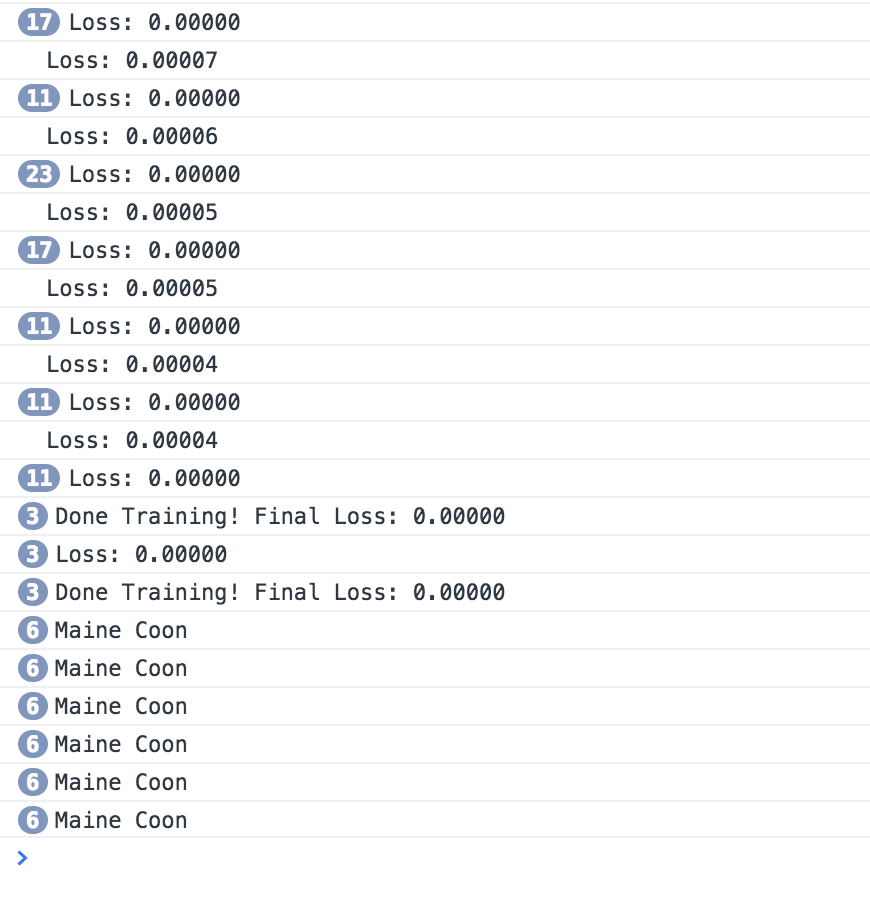 17 Loss: 0.00000
Loss: 0.00007
11 Loss: 0.00000
Loss: 0.00006
23 Loss: 0.00000
Loss: 0.00005
17 Loss: 0.00000
Loss: 0.00005
11 Loss: 0.00000
Loss: 0.00004
11 Loss: 0.00000
Loss: 0.00004
11 Loss: 0.00000
3 Done Training! Final Loss: 0.00000
3 Loss: 0.00000
3 Done Training! Final Loss: 0.00000
6 Maine Coon
6 Maine Coon
6 Maine Coon
6 Maine Coon
6 Maine Coon
6 Maine Coon
>